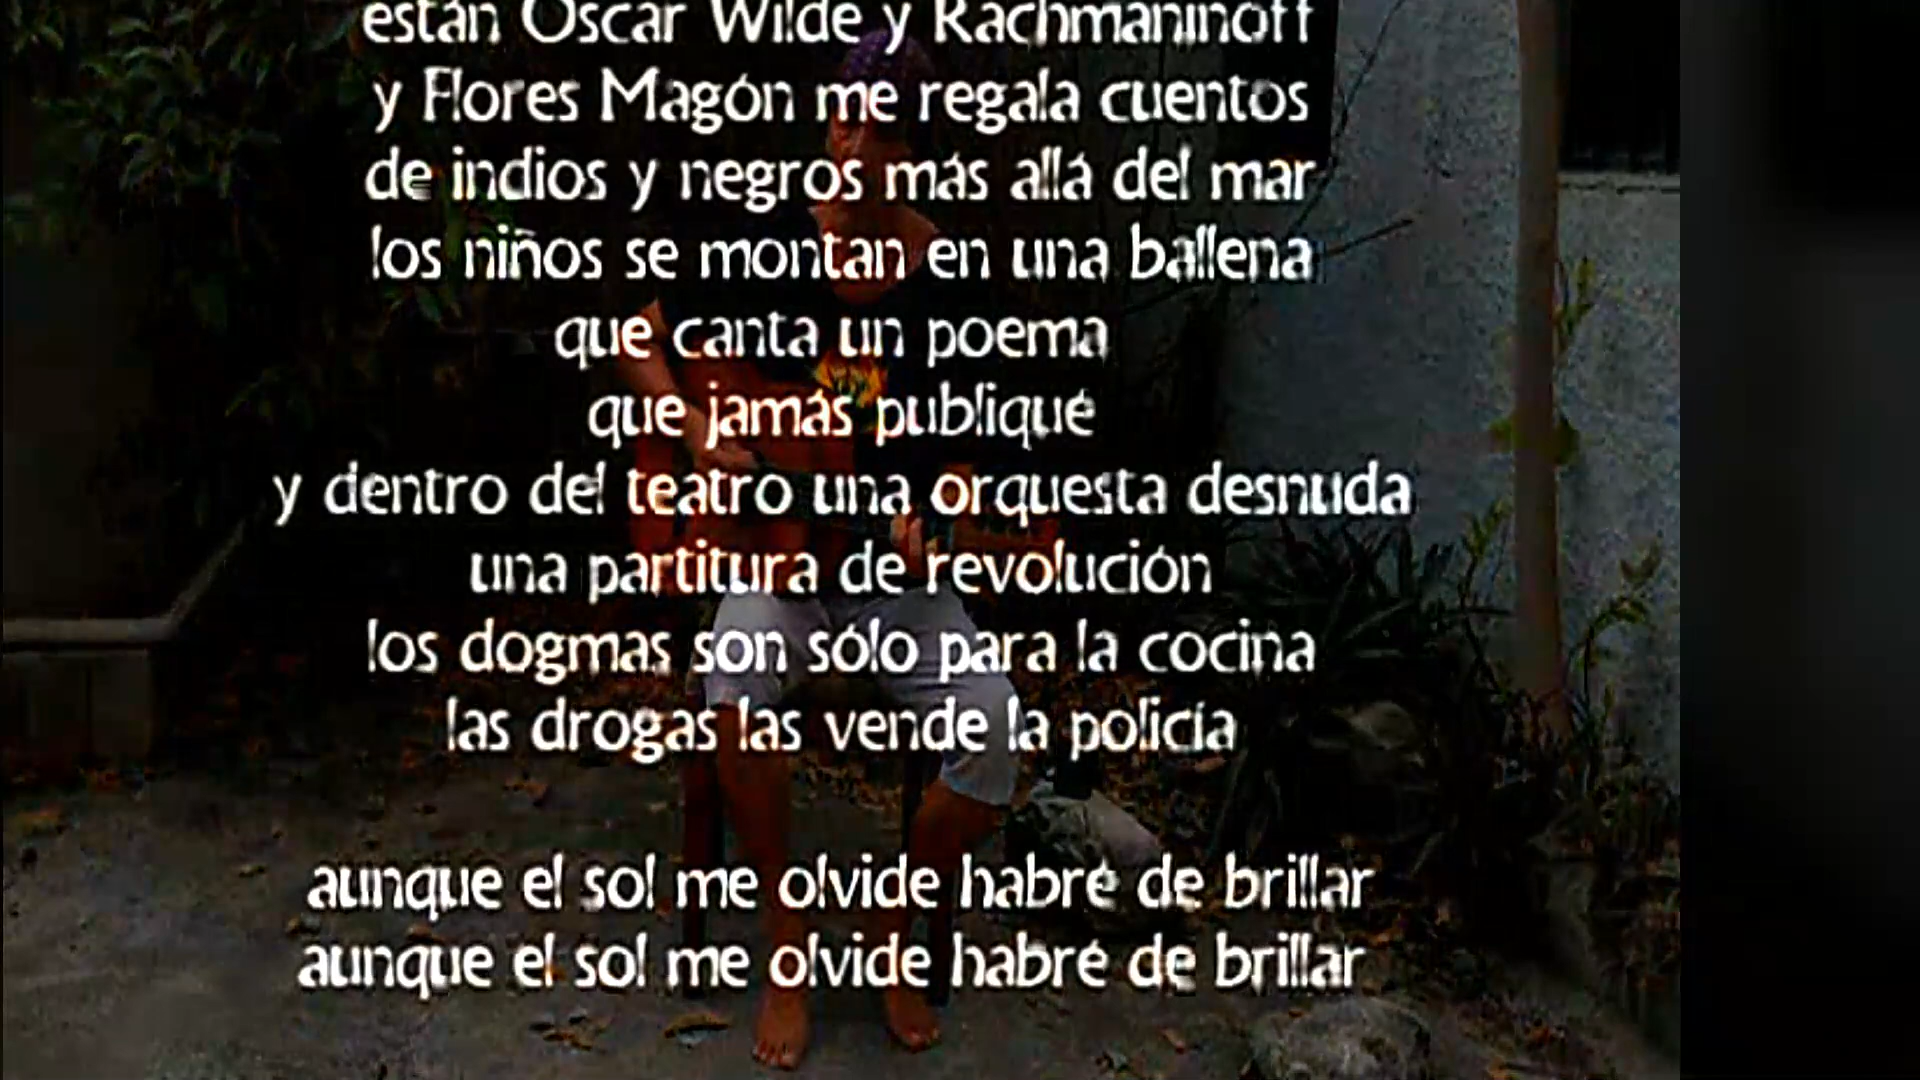 están Oscar Wilde y Rachmaninoff
y Flores Magón me regala cuentos
de indios y negros más allá del mar
los niños se montan en una ballena
que canta un poema
que jamás publiqué
y dentro del teatro una orquesta desnuda
una partitura de revolución
los dogmas son sólo para la cocina
las drogas las vende la policía
aunque el sol me olvide habré de brillar
aunque el sol me olvide habré de brillar